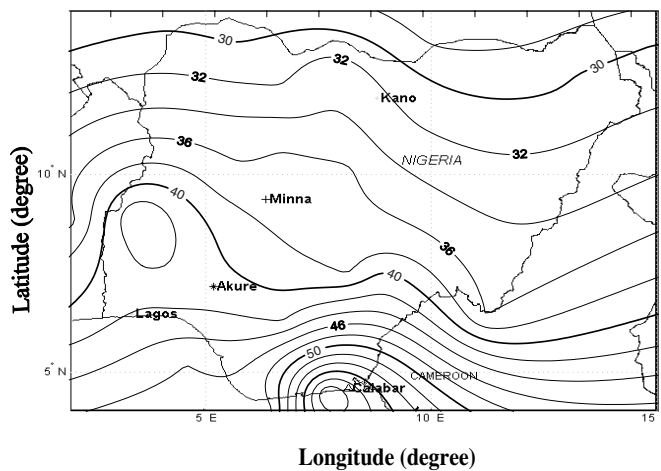 30
32
32
30
Kano
36
NIGERIA
32
10°
40
Minna
36
40
Akure
Lagos
46
50
5°
CAMEROON
Calabar
5 E
10 E
15
Latitude (degree)
Longitude (degree)